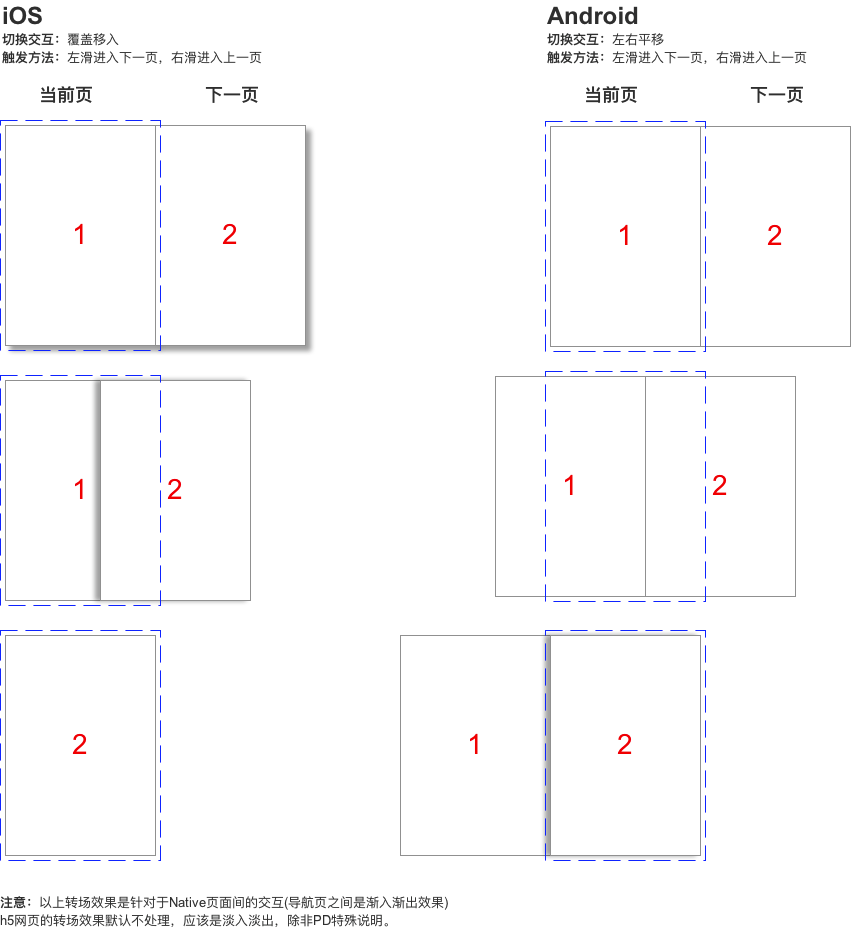 iOS
切换交互：覆盖移入
触发方法：左滑进入下一页，右滑进入上一页
当前页
下一页
1
2
1
2
2
Android
切换交互：左右平移
触发方法：左滑进入下一页，右滑进入上一页
当前页
下一页
1
2
1
2
1
2
注意：以上转场效果是针对于Native页面间的交互(导航页之间是渐入渐出效果)
h5网页的转场效果默认不处理，应该是淡入淡出，除非PD特殊说明。